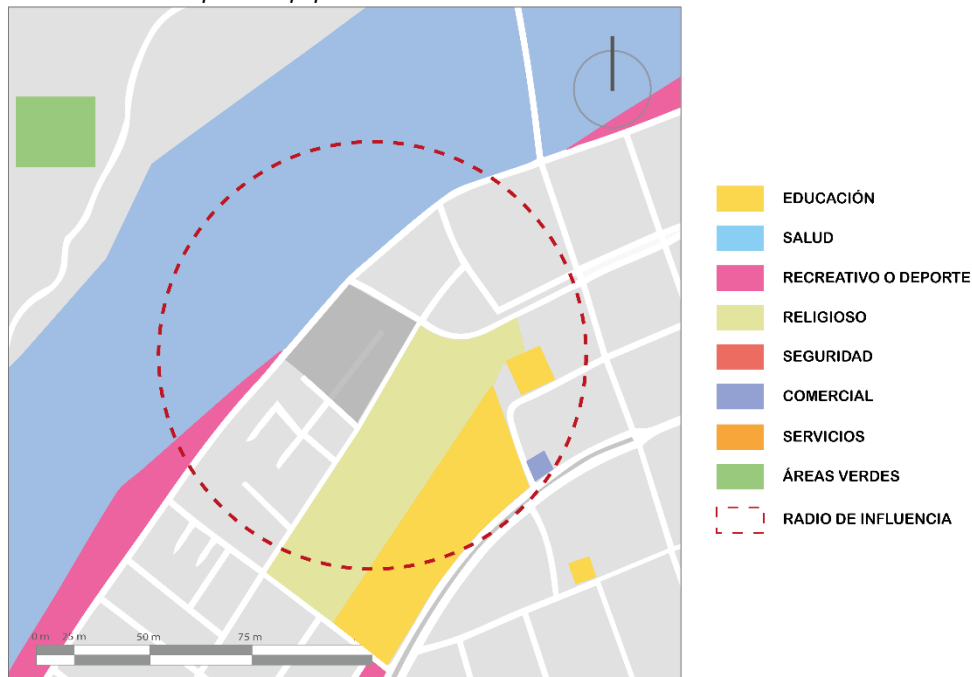 EDUCACIÓN
SALUD
RECREATIVO O DEPORTE
RELIGIOSO
SEGURIDAD
COMERCIAL
SERVICIOS
ÁREAS VERDES
RADIO DE INFLUENCIA
0 m 25 m 50 m 75 m